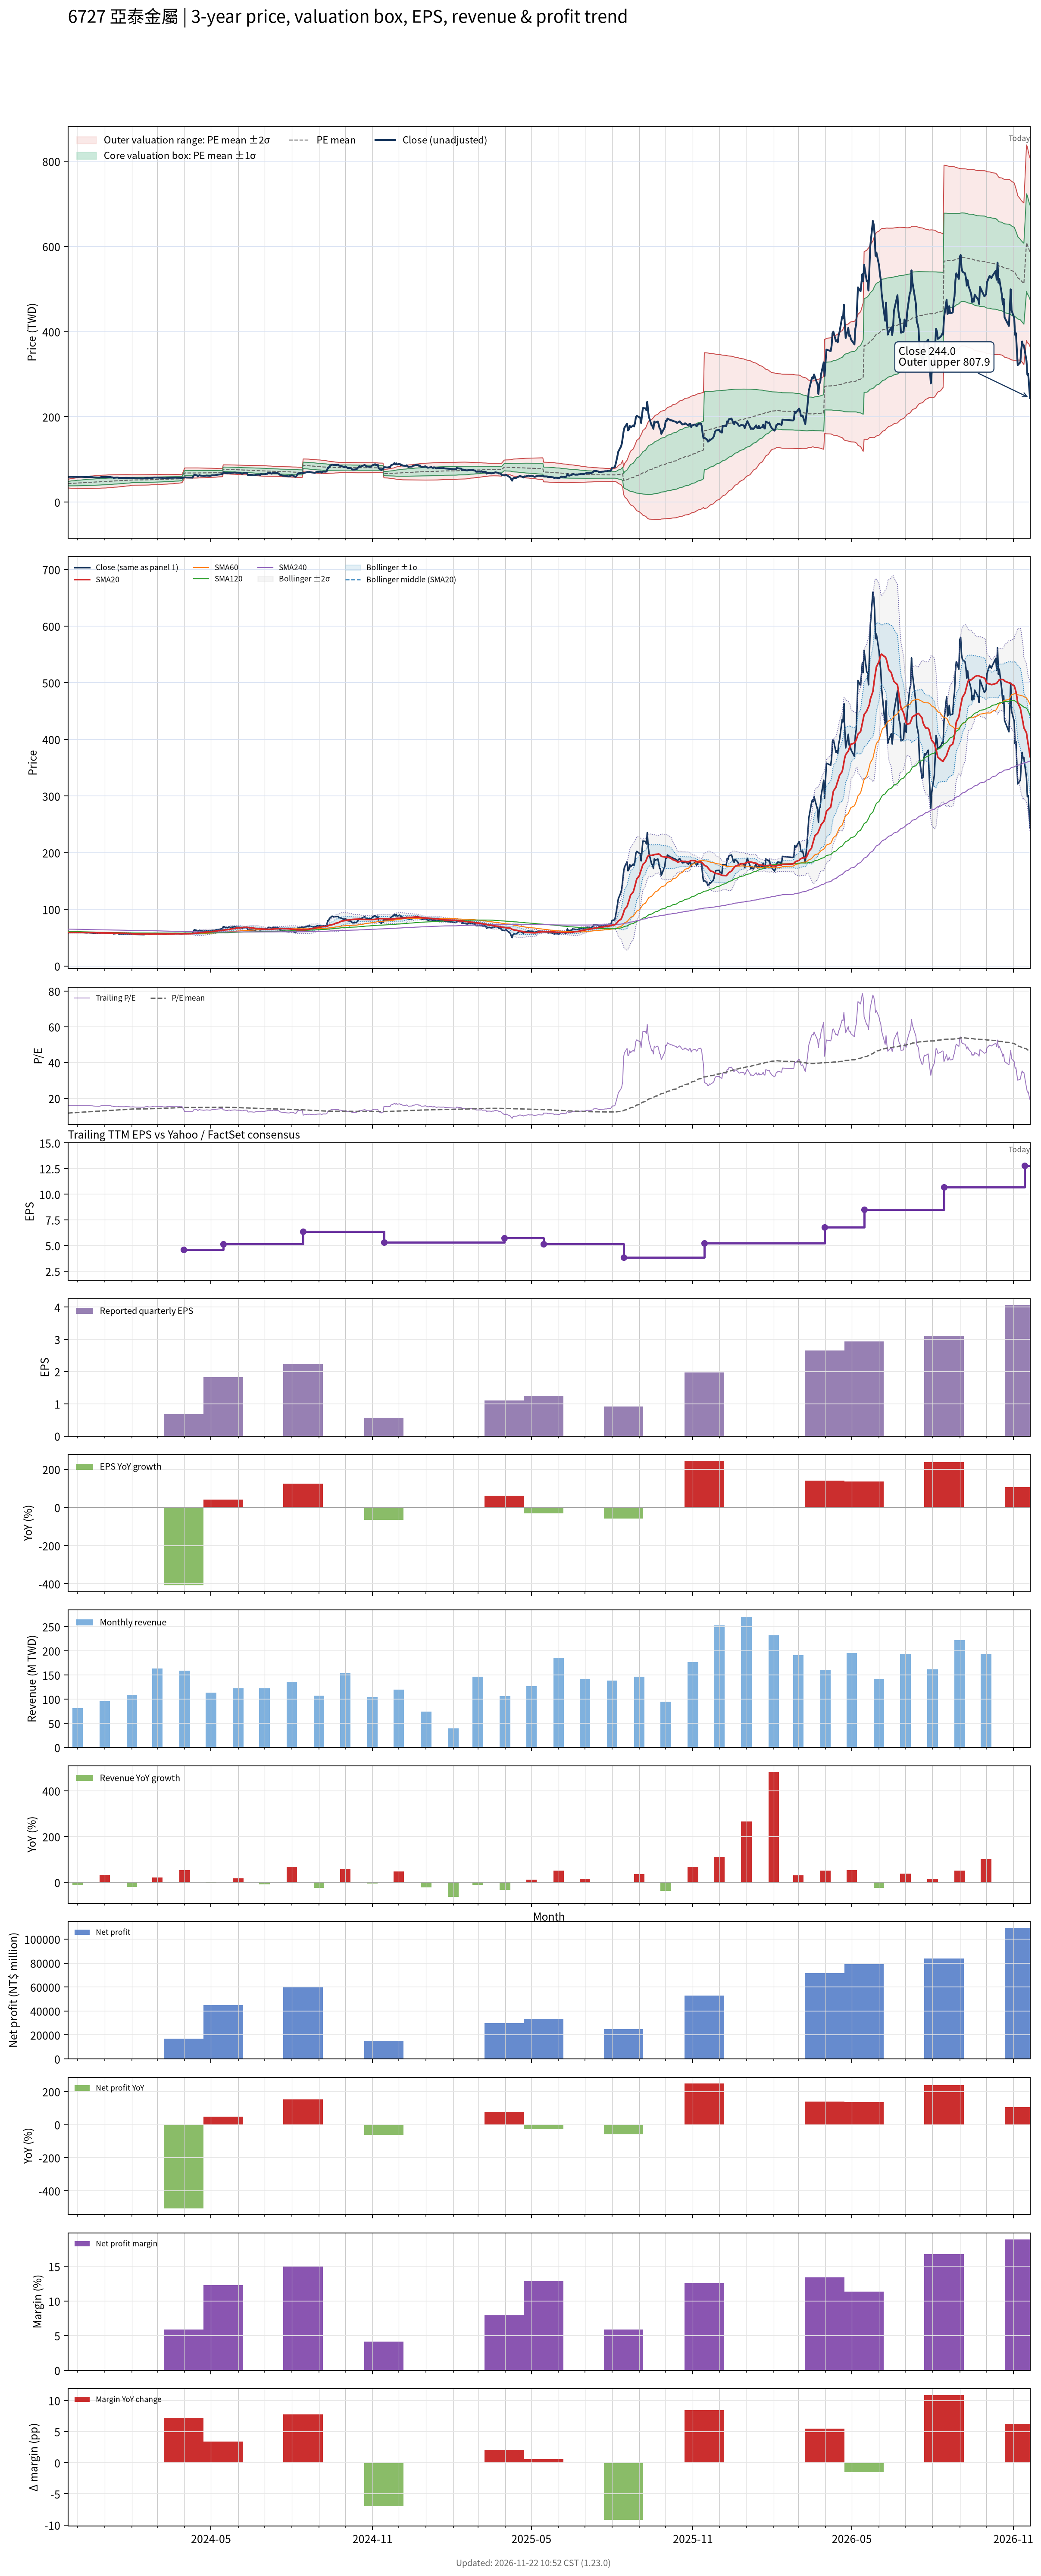 6727 亞泰金屬 | 3-year price, valuation box, EPS, revenue & profit trend
Outer valuation range: PE mean ±2σ
PE mean
Close (unadjusted)
Core valuation box: PE mean ±1σ
Today
Price (TWD)
800
600
400
200
0
Close 244.0
Outer upper 807.9
Close (same as panel 1)
SMA20
SMA60
SMA120
SMA240
Bollinger ±2σ
Bollinger ±1σ
Bollinger middle (SMA20)
Price
700
600
500
400
300
200
100
0
Trailing P/E
P/E mean
P/E
80
60
40
20
Trailing TTM EPS vs Yahoo / FactSet consensus
Today
EPS
15.0
12.5
10.0
7.5
5.0
2.5
Reported quarterly EPS
EPS
4
3
2
1
0
EPS YoY growth
YoY (%)
200
0
-200
-400
Monthly revenue
Revenue (M TWD)
250
200
150
100
50
0
Revenue YoY growth
YoY (%)
400
200
0
Month
Net profit
Net profit (NT$ million)
100000
80000
60000
40000
20000
0
Net profit YoY
YoY (%)
200
0
-200
-400
Net profit margin
Margin (%)
15
10
5
0
Margin YoY change
Δ margin (pp)
10
5
0
-5
-10
2024-05
2024-11
2025-05
2025-11
2026-05
2026-11
Updated: 2026-11-22 10:52 CST (1.23.0)